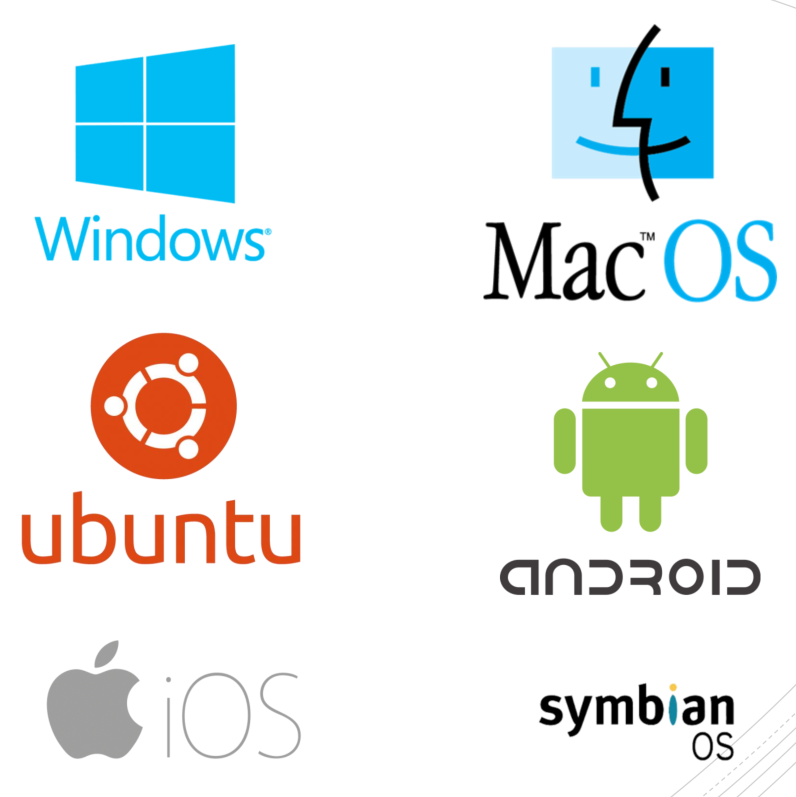 Windows®
Mac™ OS
ubuntu
ANDROID
iOS
symbian
OS